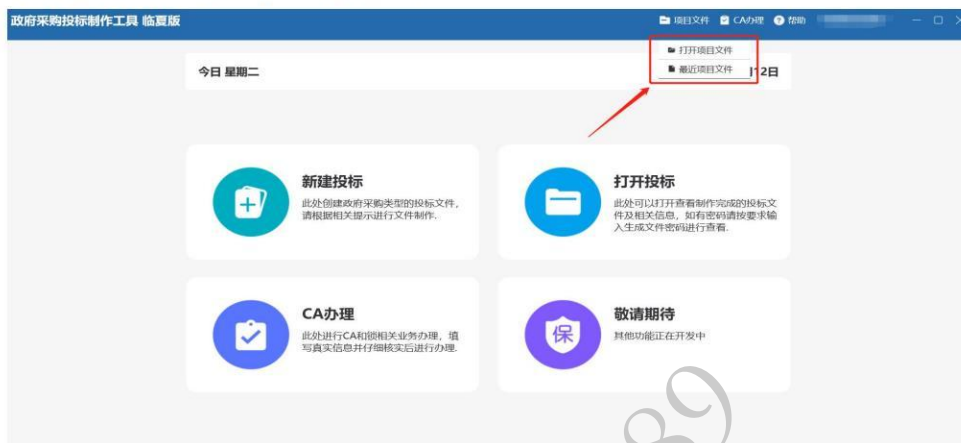 政府采购投标制作工具 临夏版
项目文件 CA办理 帮助
打开项目文件
最近项目文件
今日 星期二
12日
新建投标
此处创建政府采购类型的投标文件，
请根据相关提示进行文件制作.
打开投标
此处可以打开查看制作完成的投标文
件及相关信息，如有密码请按要求输
入生成文件密码进行查看.
CA办理
此处进行CA和锁相关业务办理，填
写真实信息并仔细核实后进行办理.
保
敬请期待
其他功能正在开发中
89